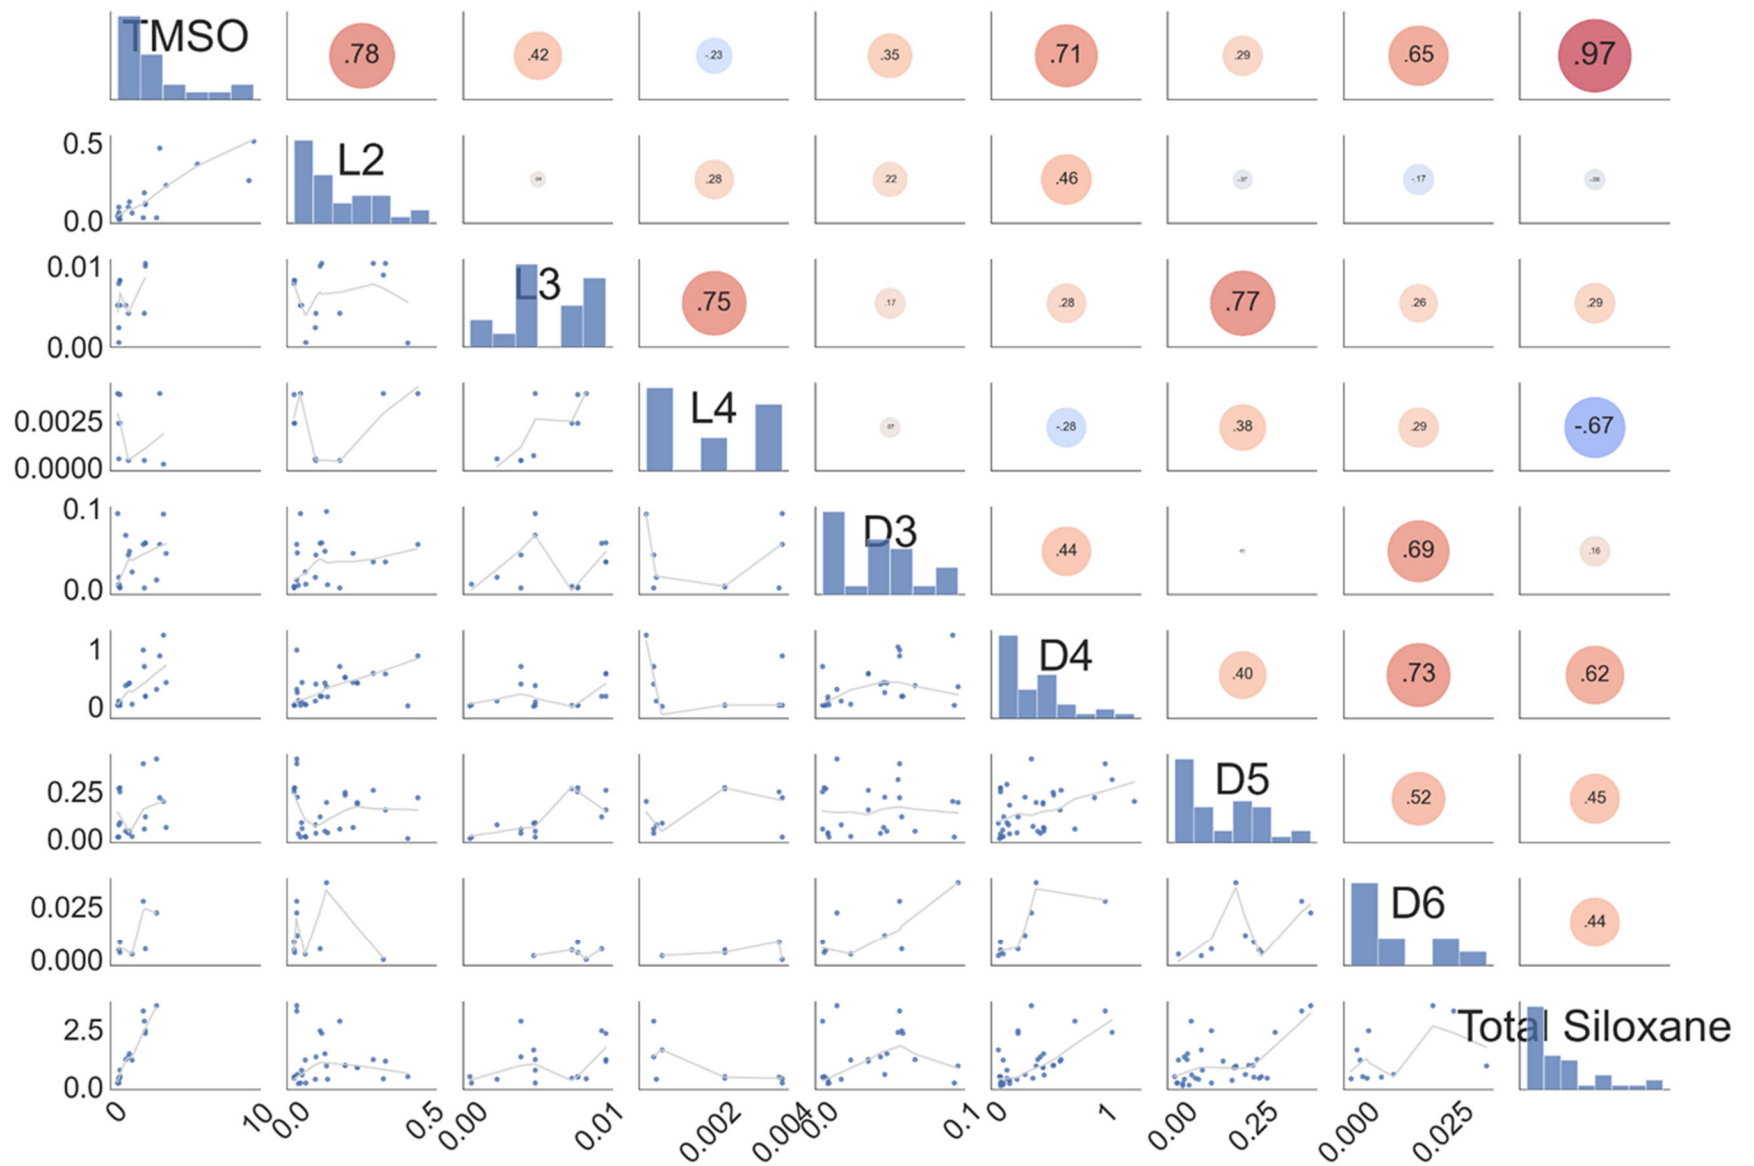 TMSO .78 .42 -.23 .35 .71 .29 .65 .97
0.5
L2 .28 .22 .46 -.17
0.0
0.01
L3 .75 .17 .28 .77 .26 .29
0.00
L4 -.28 .38 .29 -.67
0.0025
0.0000
0.1
D3 .44 .69 .16
0.0
1
D4 .40 .73 .62
0
D5 .52 .45
0.25
0.00
D6 .44
0.025
0.000
Total Siloxane
2.5
0.0
0 10 0.0 0.5 0.00 0.01 0.002 0.004 0.0 0.1 0 1 0.00 0.25 0.000 0.025